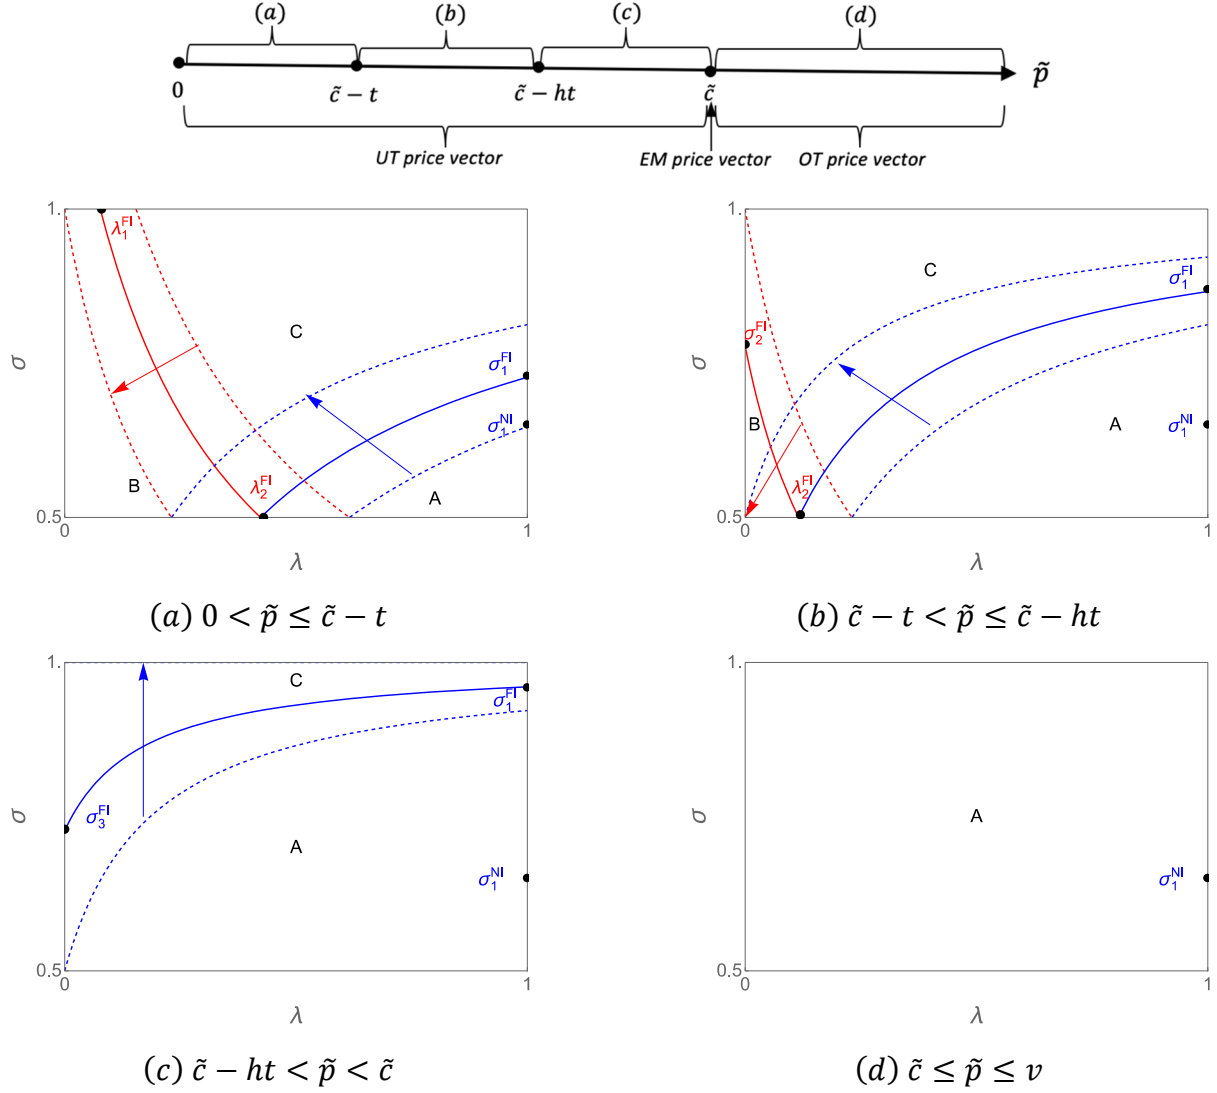 (a) (b) (c) (d)
0 c̃ − t c̃ − ht c̃ p̃
UT price vector EM price vector OT price vector
1.
λ₁^FI
C
σ
σ₁^FI
σ₁^NI
B
λ₂^FI
A
0.5
0 1
λ
(a) 0 < p̃ ≤ c̃ − t
1.
C
σ₁^FI
σ₂^FI
σ
B
A
σ₁^NI
λ₂^FI
0.5
0 1
λ
(b) c̃ − t < p̃ ≤ c̃ − ht
1.
C
σ₁^FI
σ
σ₃^FI
A
σ₁^NI
0.5
0 1
λ
(c) c̃ − ht < p̃ < c̃
1.
σ
A
σ₁^NI
0.5
0 1
λ
(d) c̃ ≤ p̃ ≤ v